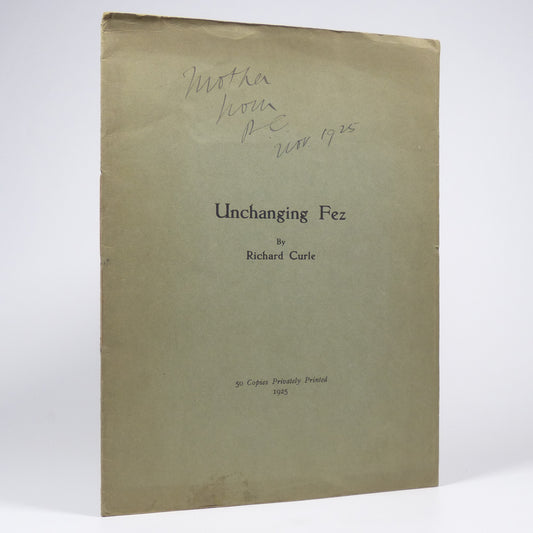 Mother
from
R.C.
Nov. 1925
Unchanging Fez
By
Richard Curle
50 Copies Privately Printed
1925